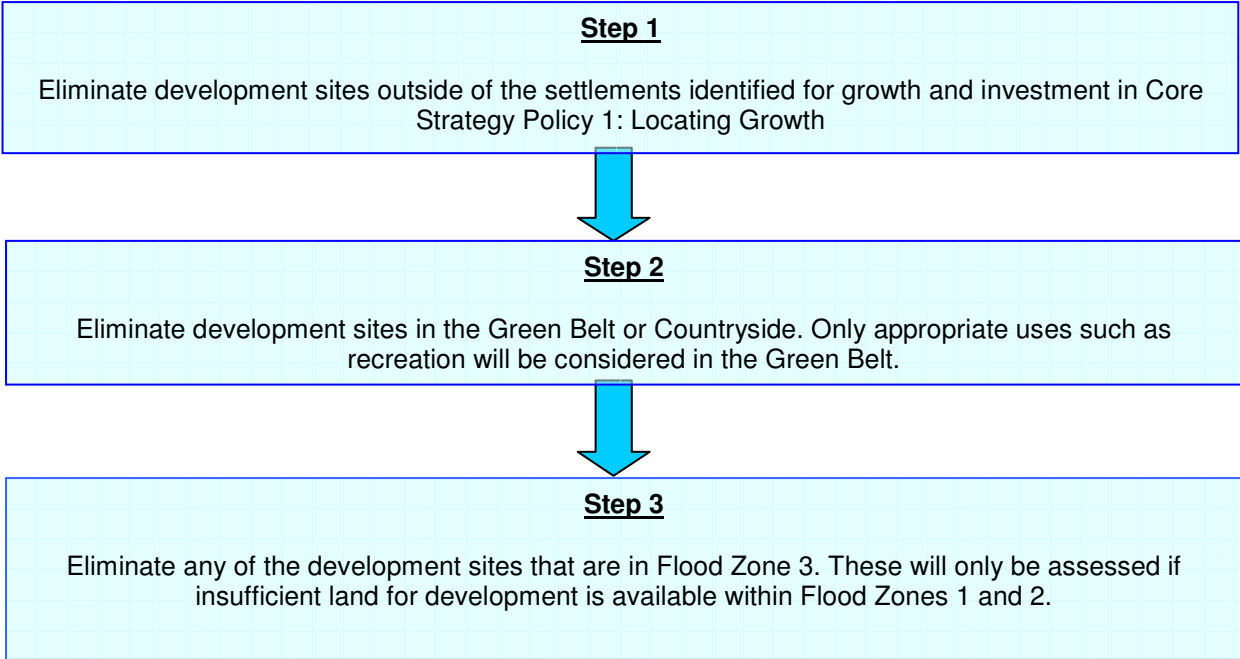 Step 1
Eliminate development sites outside of the settlements identified for growth and investment in Core
Strategy Policy 1: Locating Growth
Step 2
Eliminate development sites in the Green Belt or Countryside. Only appropriate uses such as
recreation will be considered in the Green Belt.
Step 3
Eliminate any of the development sites that are in Flood Zone 3. These will only be assessed if
insufficient land for development is available within Flood Zones 1 and 2.